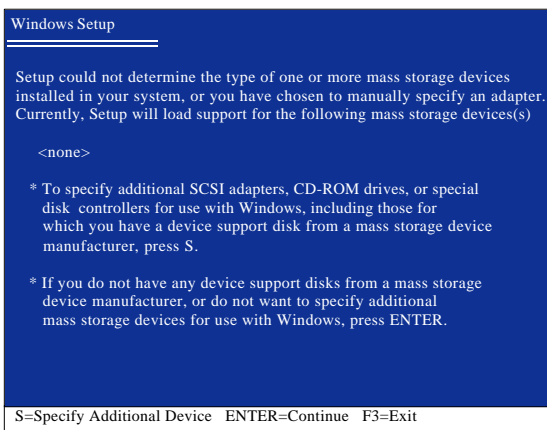 Windows Setup
Setup could not determine the type of one or more mass storage devices
installed in your system, or you have chosen to manually specify an adapter.
Currently, Setup will load support for the following mass storage devices(s)
<none>
* To specify additional SCSI adapters, CD-ROM drives, or special
disk controllers for use with Windows, including those for
which you have a device support disk from a mass storage device
manufacturer, press S.
* If you do not have any device support disks from a mass storage
device manufacturer, or do not want to specify additional
mass storage devices for use with Windows, press ENTER.
S=Specify Additional Device ENTER=Continue F3=Exit